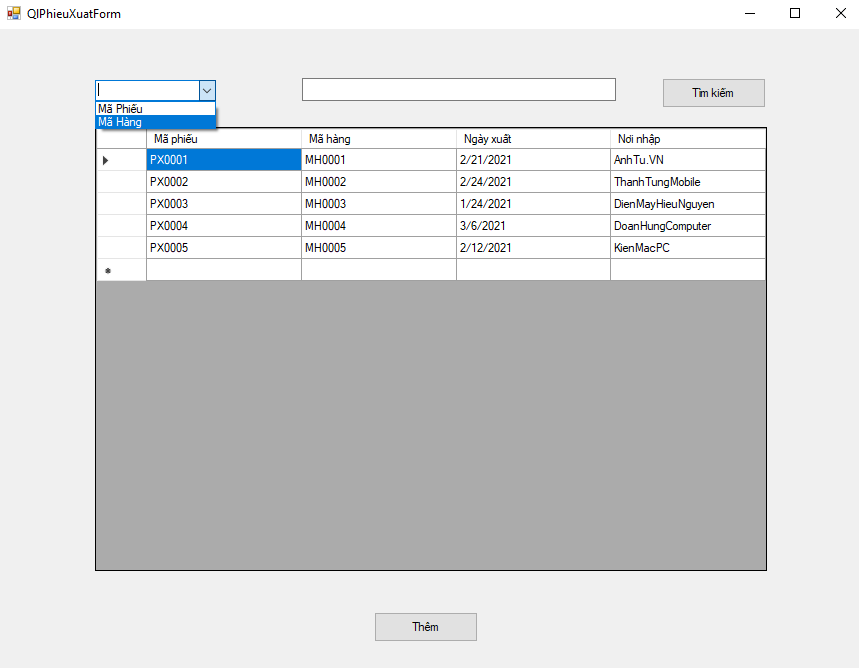 QlPhieuXuatForm
Tìm kiếm
Mã Phiếu
Mã Hàng
Mã phiếu Mã hàng Ngày xuất Nơi nhập
PX0001 MH0001 2/21/2021 AnhTu.VN
PX0002 MH0002 2/24/2021 ThanhTungMobile
PX0003 MH0003 1/24/2021 DienMayHieuNguyen
PX0004 MH0004 3/6/2021 DoanHungComputer
PX0005 MH0005 2/12/2021 KienMacPC
Thêm